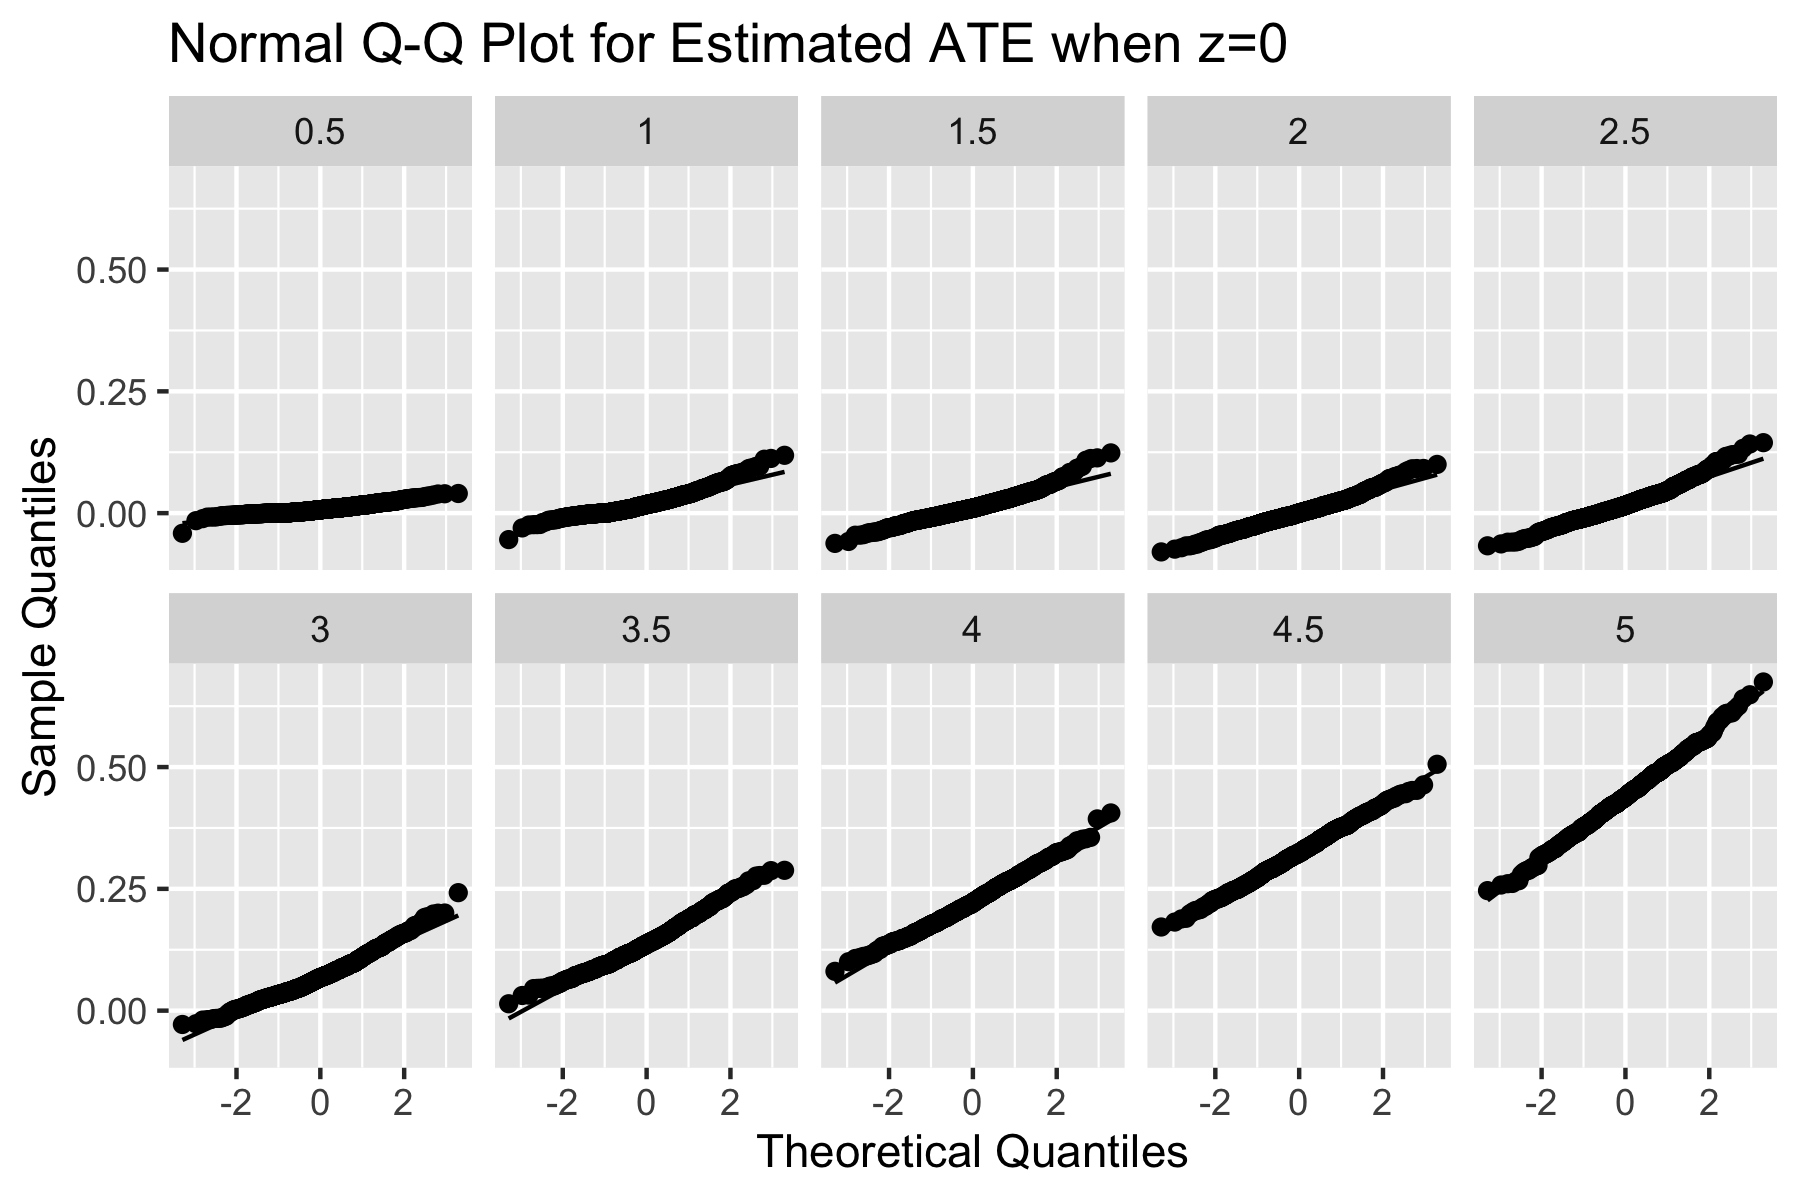 Normal Q-Q Plot for Estimated ATE when z=0
0.5 1 1.5 2 2.5
0.50
0.25
0.00
3 3.5 4 4.5 5
0.50
0.25
0.00
-2 0 2 -2 0 2 -2 0 2 -2 0 2 -2 0 2
Sample Quantiles
Theoretical Quantiles